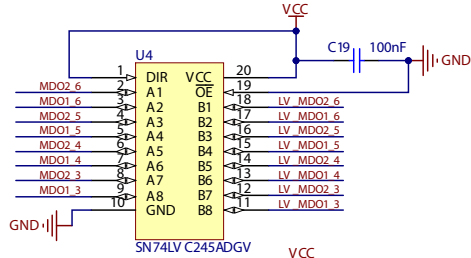 VCC
U4
C19 100nF
GND
1 DIR VCC 20
MDO2_6 2 A1 OE 19
MDO1_6 3 A2 B1 18 LV_MDO2_6
MDO2_5 4 A3 B2 17 LV_MDO1_6
MDO1_5 5 A4 B3 16 LV_MDO2_5
MDO2_4 6 A5 B4 15 LV_MDO1_5
MDO1_4 7 A6 B5 14 LV_MDO2_4
MDO2_3 8 A7 B6 13 LV_MDO1_4
MDO1_3 9 A8 B7 12 LV_MDO2_3
GND 10 GND B8 11 LV_MDO1_3
SN74LV C245ADGV
VCC